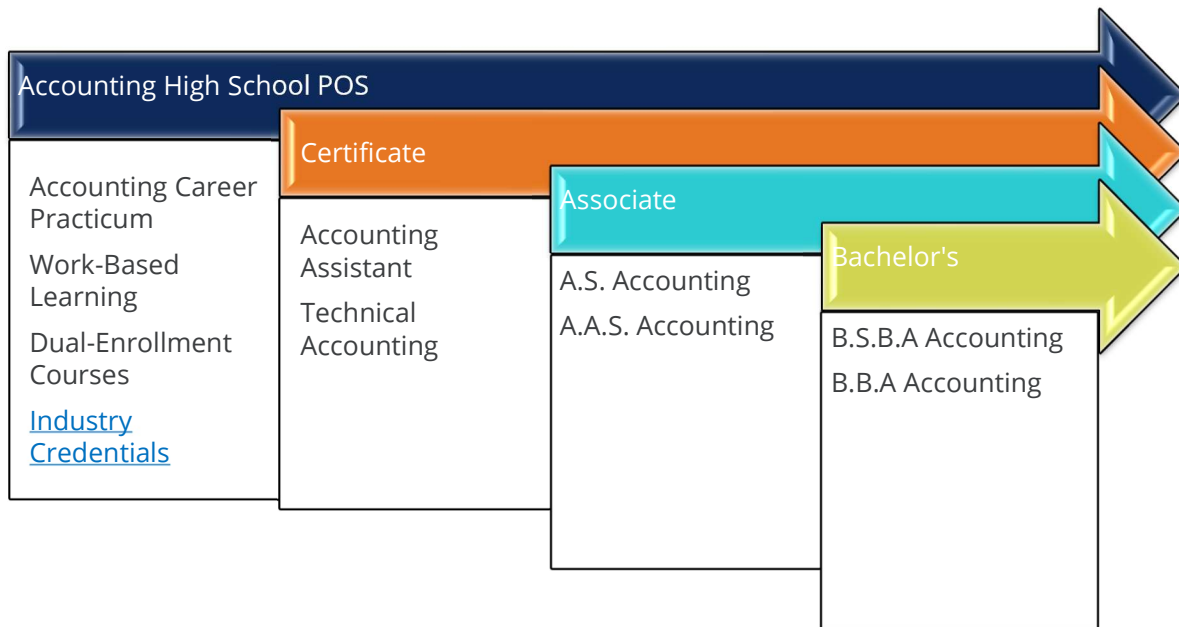 Accounting High School POS
Accounting Career
Practicum
Work-Based
Learning
Dual-Enrollment
Courses
Industry
Credentials
Certificate
Accounting
Assistant
Technical
Accounting
Associate
A.S. Accounting
A.A.S. Accounting
Bachelor's
B.S.B.A Accounting
B.B.A Accounting